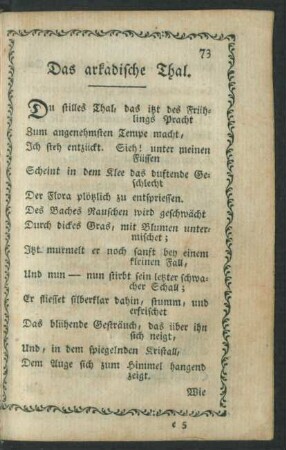 73
Das arkadische Thal.
Du stilles Thal, das itzt des Früh-
lings Pracht
Zum angenehmsten Tempe macht,
Ich steh entzückt. Sieh! unter meinen
Füssen
Scheint in dem Klee das duftende Ge-
schlecht
Der Flora plötzlich zu entspriessen.
Des Baches Rauschen wird geschwächt
Durch dickes Gras, mit Blumen unter-
mischet;
Itzt murmelt er noch sanft bey einem
kleinen Fall,
Und nun — nun stirbt sein letzter schwa-
cher Schall;
Er fliesset silberklar dahin, stumm, und
erfrischet
Das blühende Gesträuch, das über ihn
sich neigt,
Und, in dem spiegelnden Kristall,
Dem Auge sich zum Himmel hangend
zeigt.
Wie
e 5